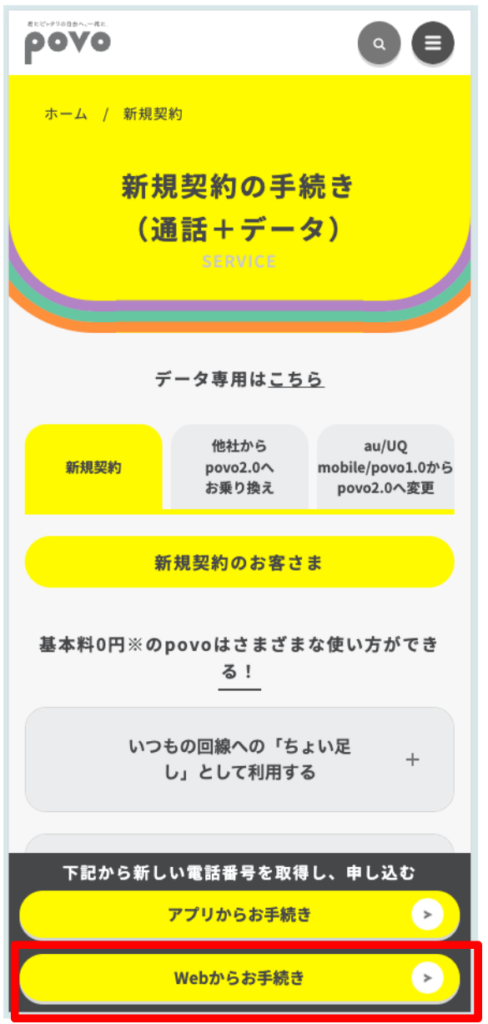 君にピッタリの自由へ、一緒に。
povo
ホーム / 新規契約
新規契約の手続き
（通話＋データ）
SERVICE
データ専用はこちら
新規契約
他社から
povo2.0へ
お乗り換え
au/UQ
mobile/povo1.0から
povo2.0へ変更
新規契約のお客さま
基本料0円※のpovoはさまざまな使い方ができ
る！
いつもの回線への「ちょい足
し」として利用する
+
下記から新しい電話番号を取得し、申し込む
アプリからお手続き
Webからお手続き